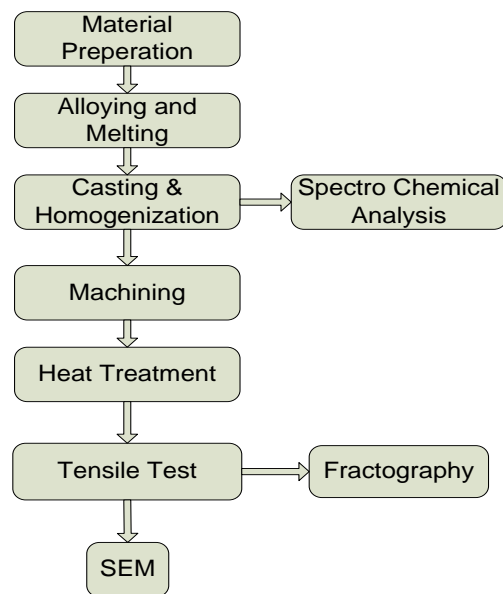 Material
Preperation
Alloying and
Melting
Casting &
Homogenization
Spectro Chemical
Analysis
Machining
Heat Treatment
Tensile Test
Fractography
SEM